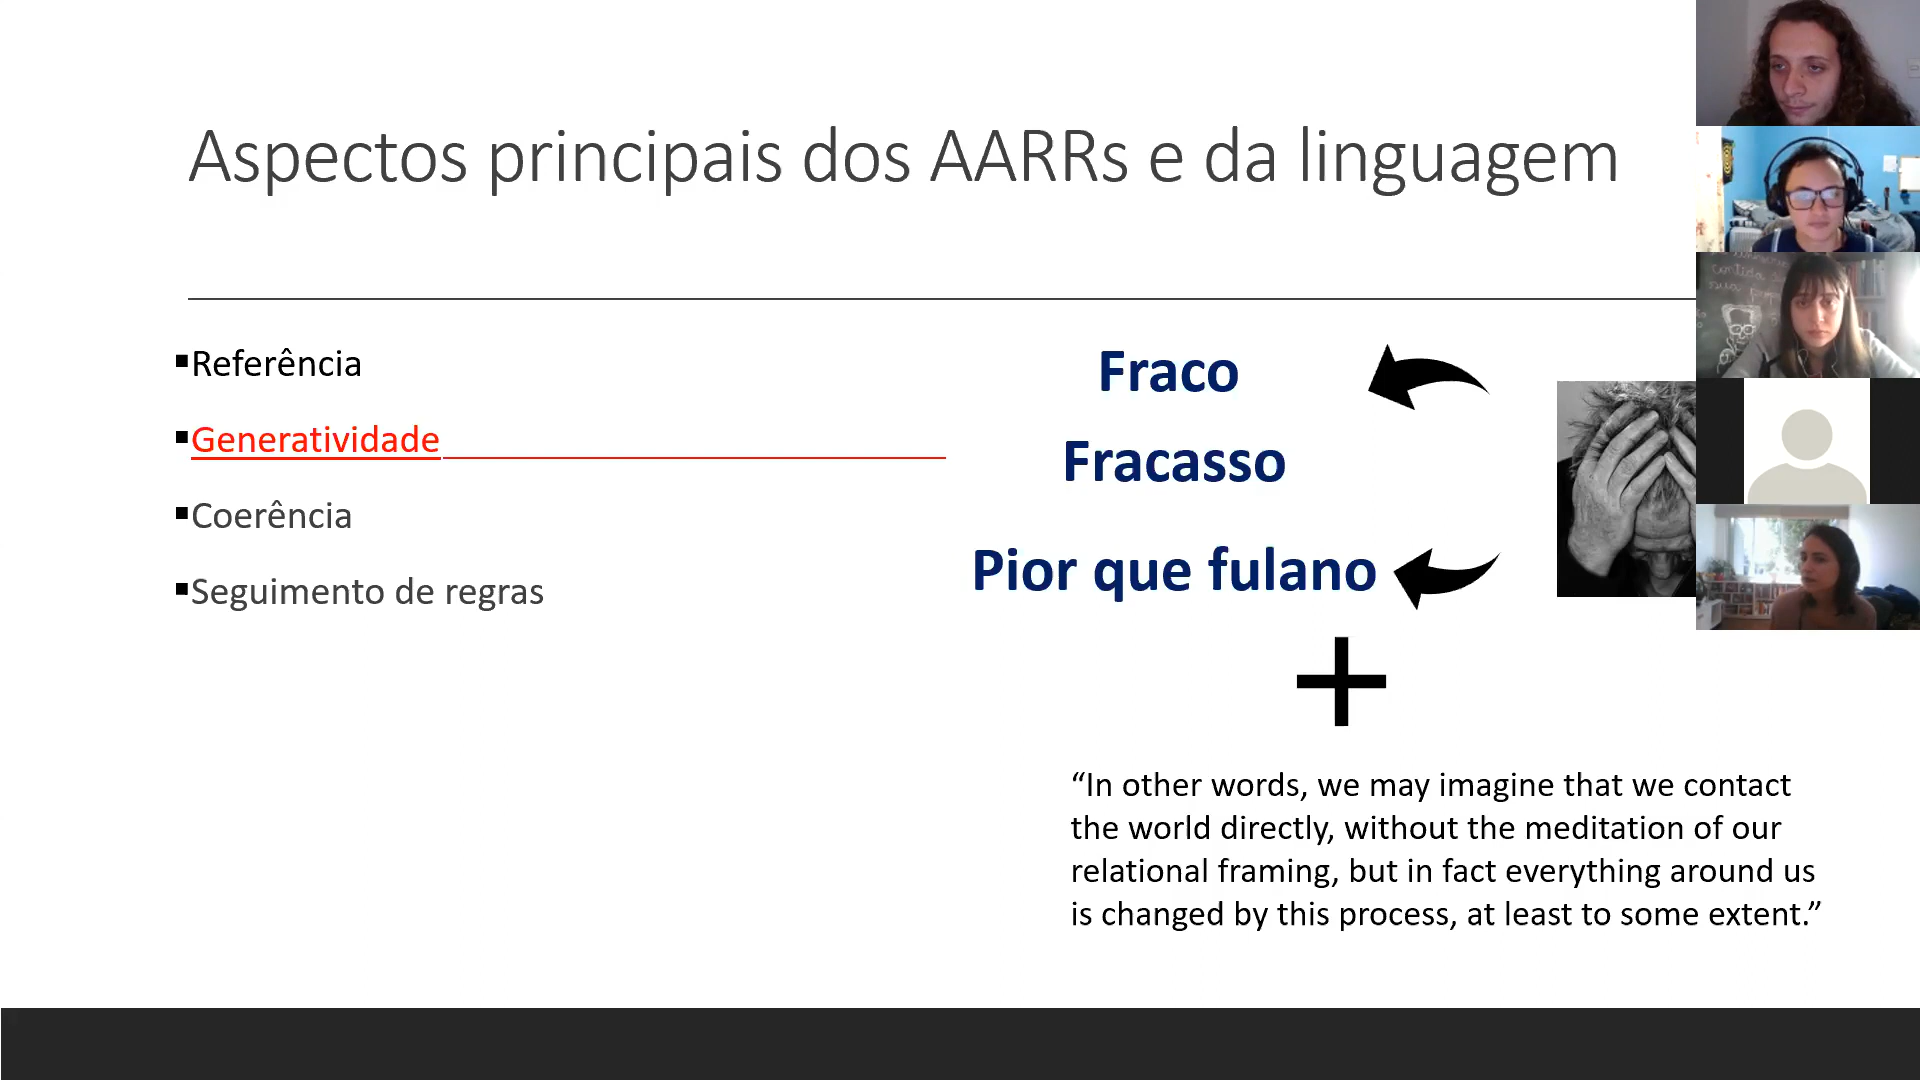 Aspectos principais dos AARRs e da linguagem
▪Referência
▪Generatividade
▪Coerência
▪Seguimento de regras
Fraco
Fracasso
Pior que fulano
+
“In other words, we may imagine that we contact
the world directly, without the meditation of our
relational framing, but in fact everything around us
is changed by this process, at least to some extent.”